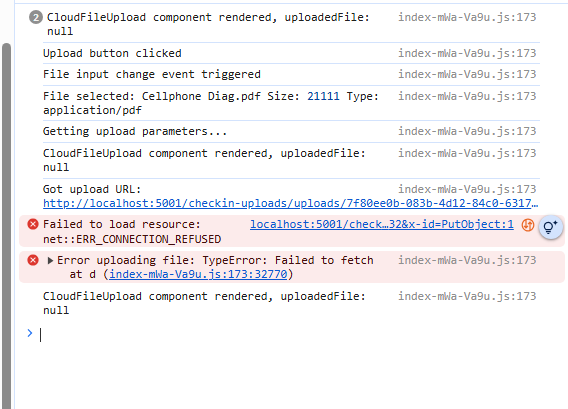 2 CloudFileUpload component rendered, uploadedFile: index-mWa-Va9u.js:173
null
Upload button clicked index-mWa-Va9u.js:173
File input change event triggered index-mWa-Va9u.js:173
File selected: Cellphone Diag.pdf Size: 21111 Type: index-mWa-Va9u.js:173
application/pdf
Getting upload parameters... index-mWa-Va9u.js:173
CloudFileUpload component rendered, uploadedFile: index-mWa-Va9u.js:173
null
Got upload URL: index-mWa-Va9u.js:173
http://localhost:5001/checkin-uploads/uploads/7f80ee0b-083b-4d12-84c0-6317…
Failed to load resource: localhost:5001/check…32&x-id=PutObject:1
net::ERR_CONNECTION_REFUSED
Error uploading file: TypeError: Failed to fetch index-mWa-Va9u.js:173
at d (index-mWa-Va9u.js:173:32770)
CloudFileUpload component rendered, uploadedFile: index-mWa-Va9u.js:173
null